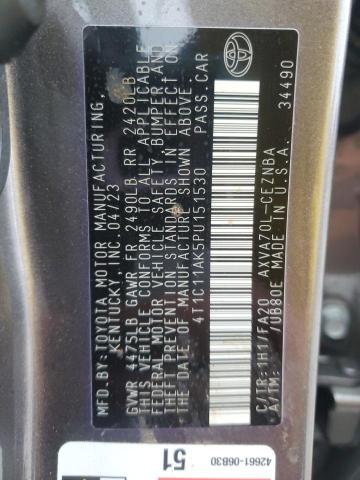 MFD.BY:TOYOTA MOTOR MANUFACTURING,
KENTUCKY, INC.04/23
GVWR 4475LB GAWR FR 2490LB RR 2420LB
THIS VEHICLE CONFORMS TO ALL APPLICABLE
FEDERAL MOTOR VEHICLE SAFETY, BUMPER, AND
THEFT PREVENTION STANDARDS IN EFFECT ON THE
DATE OF MANUFACTURE SHOWN ABOVE.
4T1C11AK5PU151530 PASS.CAR
C/TR:1H1/FA20 AXVA70L-CEZNBA
A/TM: /UB80E MADE IN U.S.A. 34490
51
42661-06B30